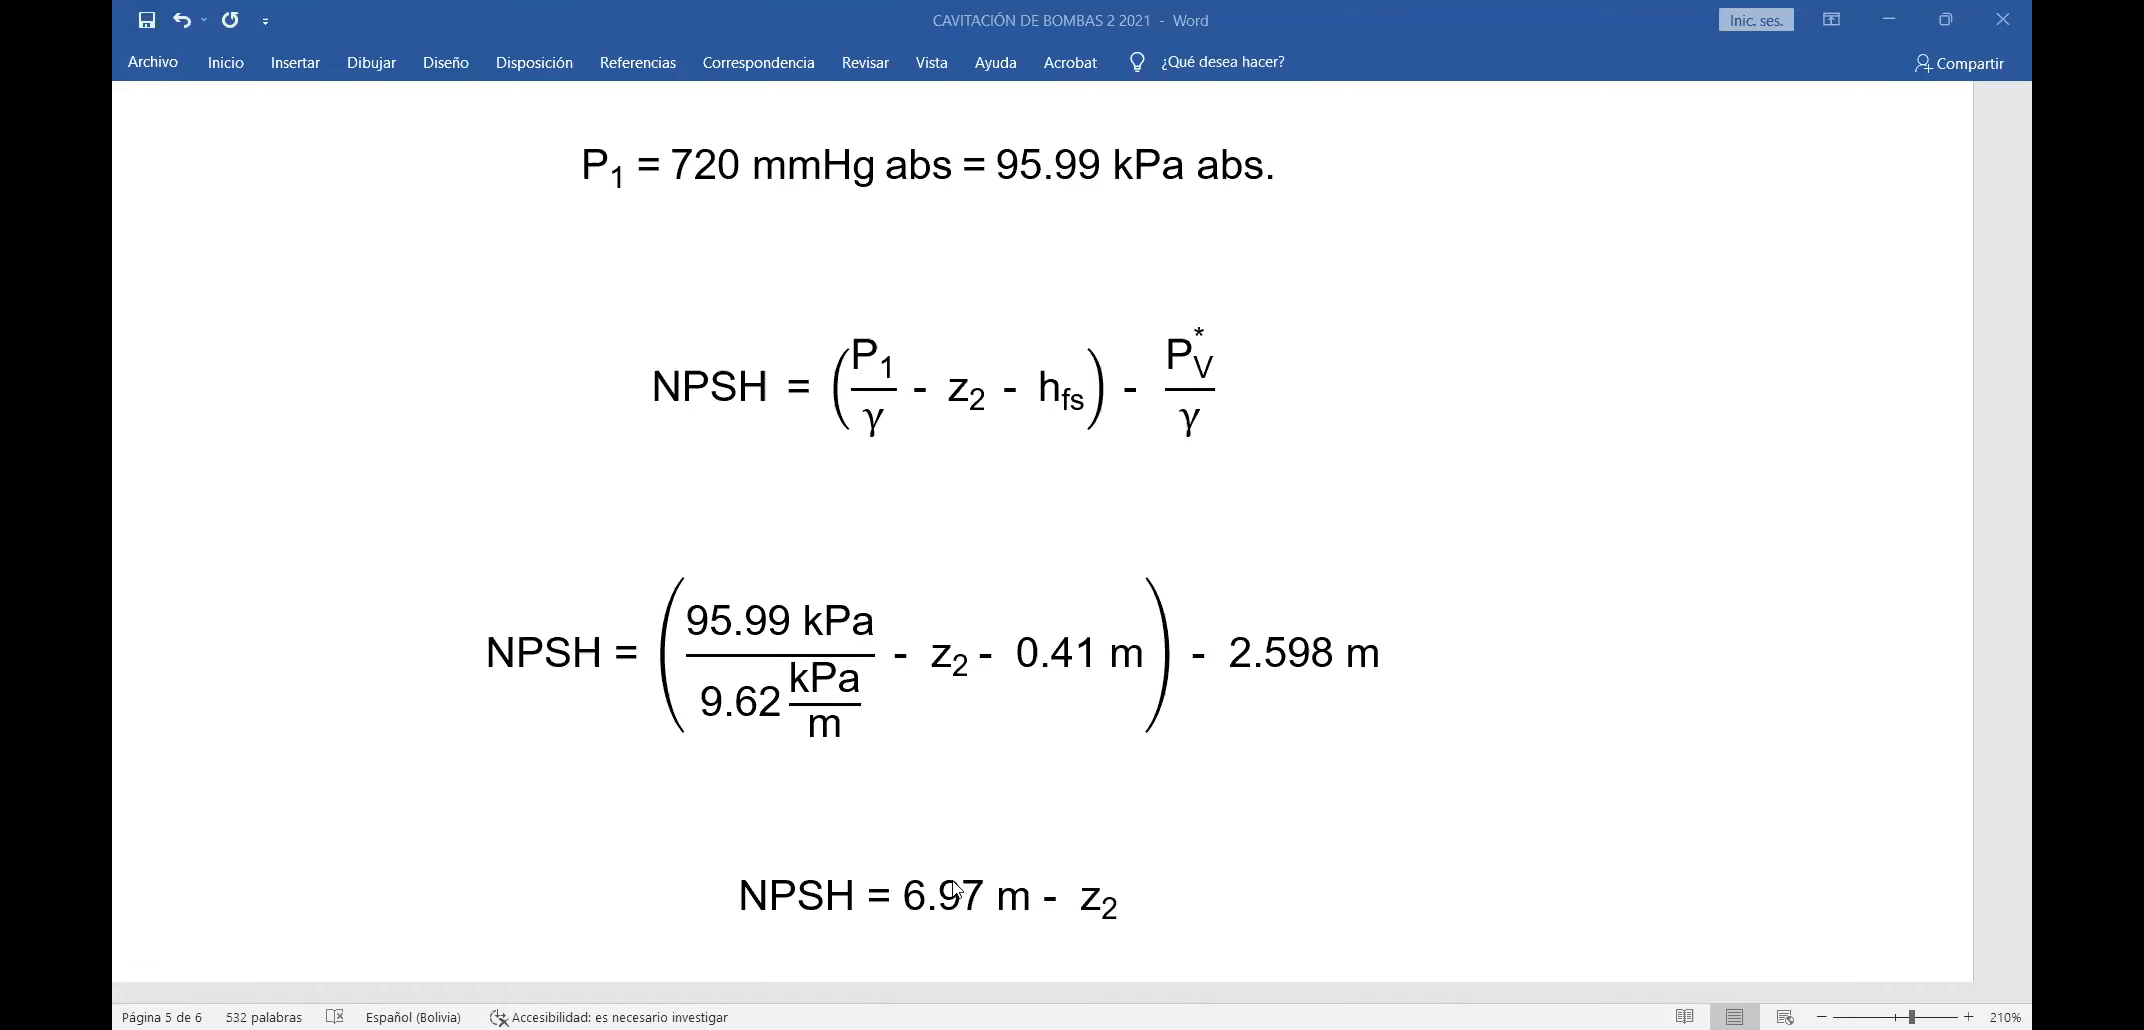 CAVITACIÓN DE BOMBAS 2 2021 - Word
Inic. ses.
Archivo Inicio Insertar Dibujar Diseño Disposición Referencias Correspondencia Revisar Vista Ayuda Acrobat ¿Qué desea hacer? Compartir
P₁ = 720 mmHg abs = 95.99 kPa abs.
NPSH = (P₁/γ - z₂ - h_fs) - P_V*/γ
NPSH = (95.99 kPa / 9.62 kPa/m - z₂ - 0.41 m) - 2.598 m
NPSH = 6.97 m - z₂
Página 5 de 6 532 palabras Español (Bolivia) Accesibilidad: es necesario investigar 210%